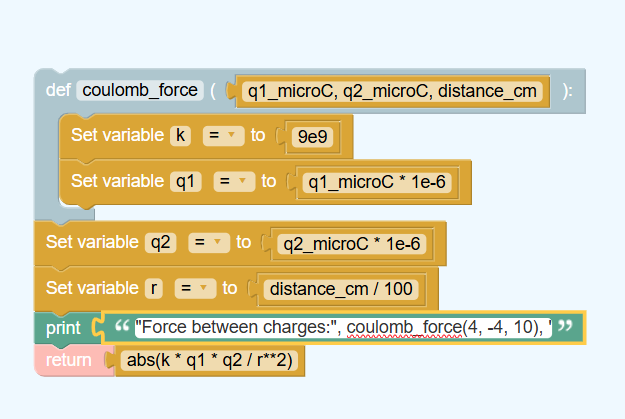 def coulomb_force ( q1_microC, q2_microC, distance_cm ):
Set variable k = to 9e9
Set variable q1 = to q1_microC * 1e-6
Set variable q2 = to q2_microC * 1e-6
Set variable r = to distance_cm / 100
print “ "Force between charges:", coulomb_force(4, -4, 10), ' ”
return abs(k * q1 * q2 / r**2)